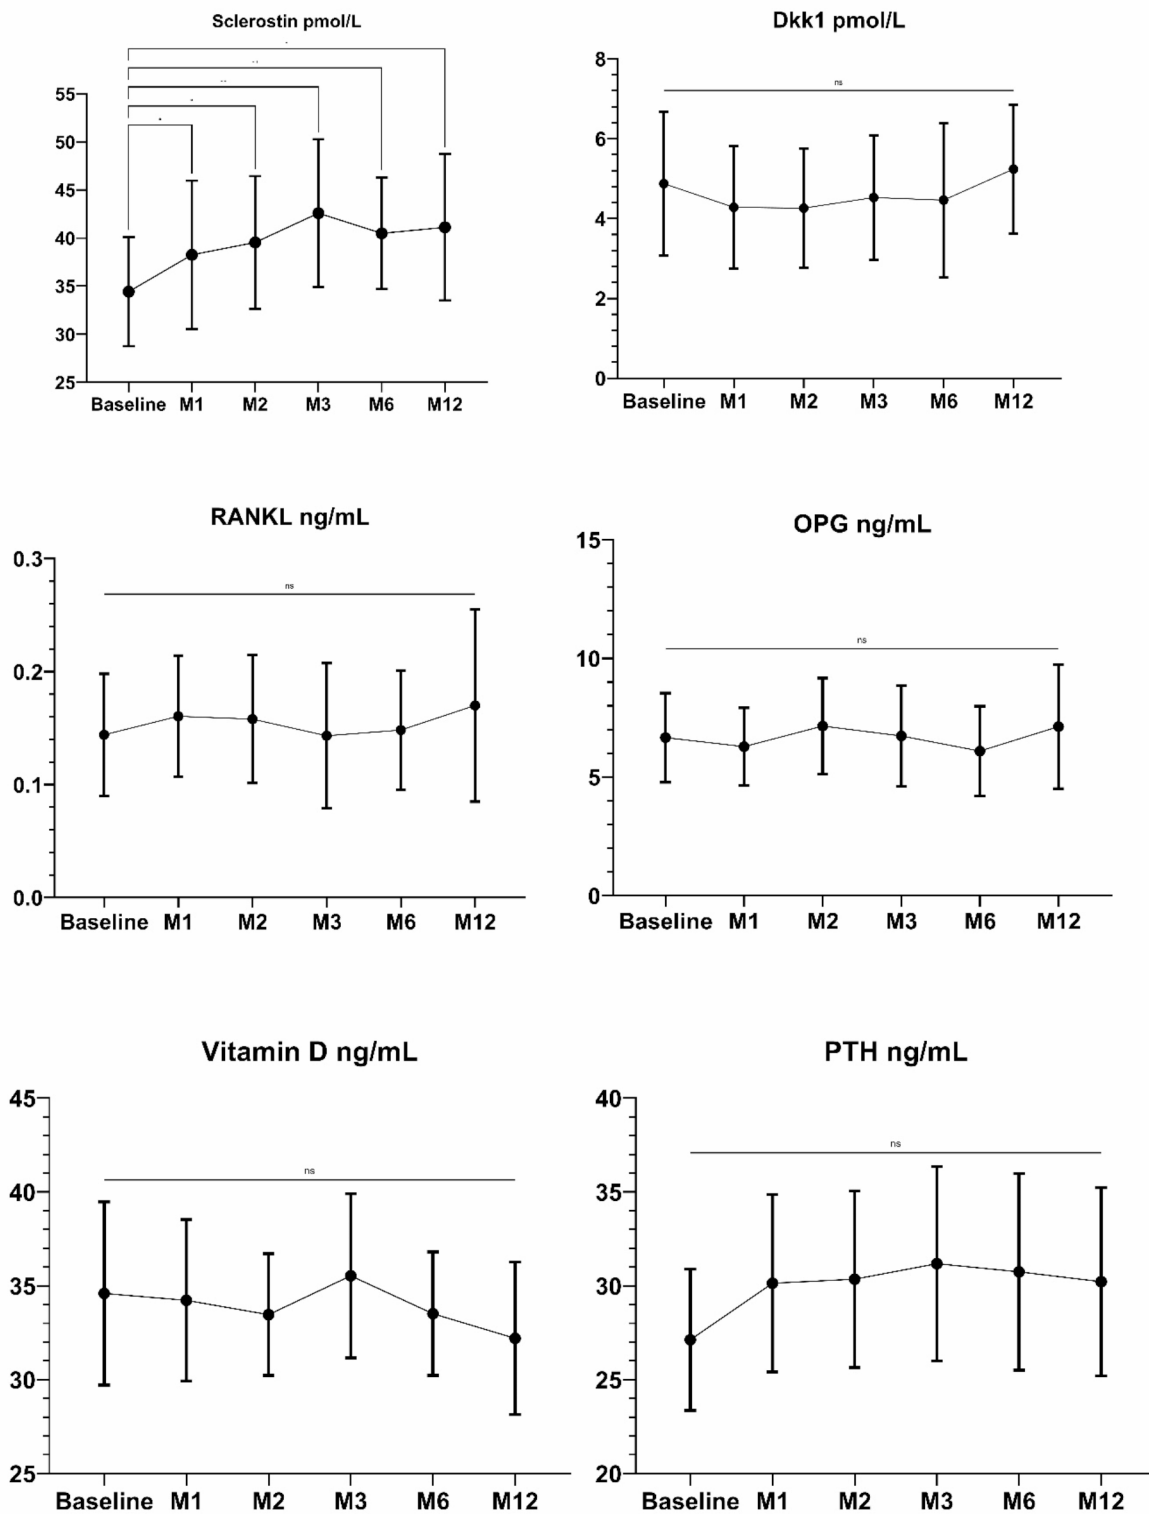 Sclerostin pmol/L
55
50
45
40
35
30
25
Baseline M1 M2 M3 M6 M12
Dkk1 pmol/L
8
6
4
2
0
ns
Baseline M1 M2 M3 M6 M12
RANKL ng/mL
0.3
0.2
0.1
0.0
ns
Baseline M1 M2 M3 M6 M12
OPG ng/mL
15
10
5
0
ns
Baseline M1 M2 M3 M6 M12
Vitamin D ng/mL
45
40
35
30
25
ns
Baseline M1 M2 M3 M6 M12
PTH ng/mL
40
35
30
25
20
ns
Baseline M1 M2 M3 M6 M12